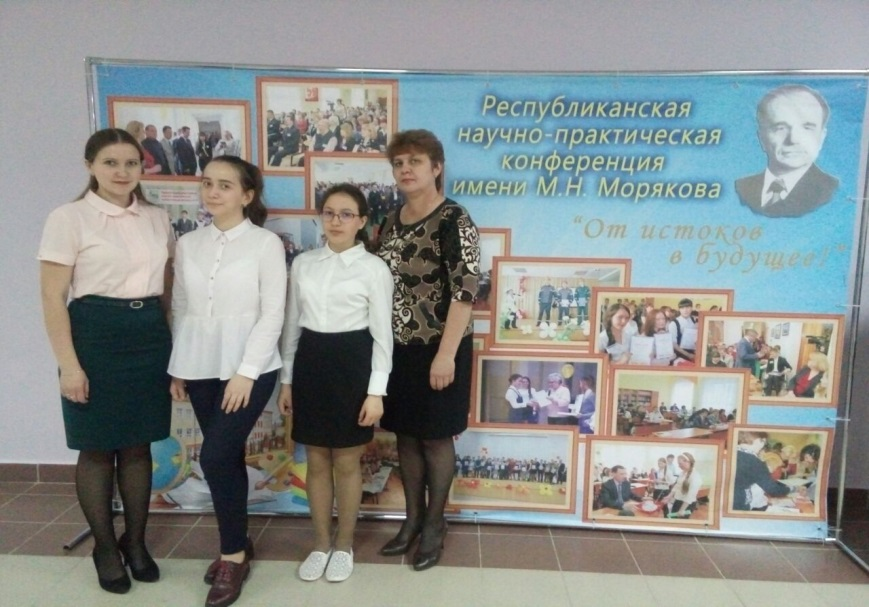 Республиканская
научно-практическая
конференция
имени М.Н. Морякова
"От истоков
в будущее!"